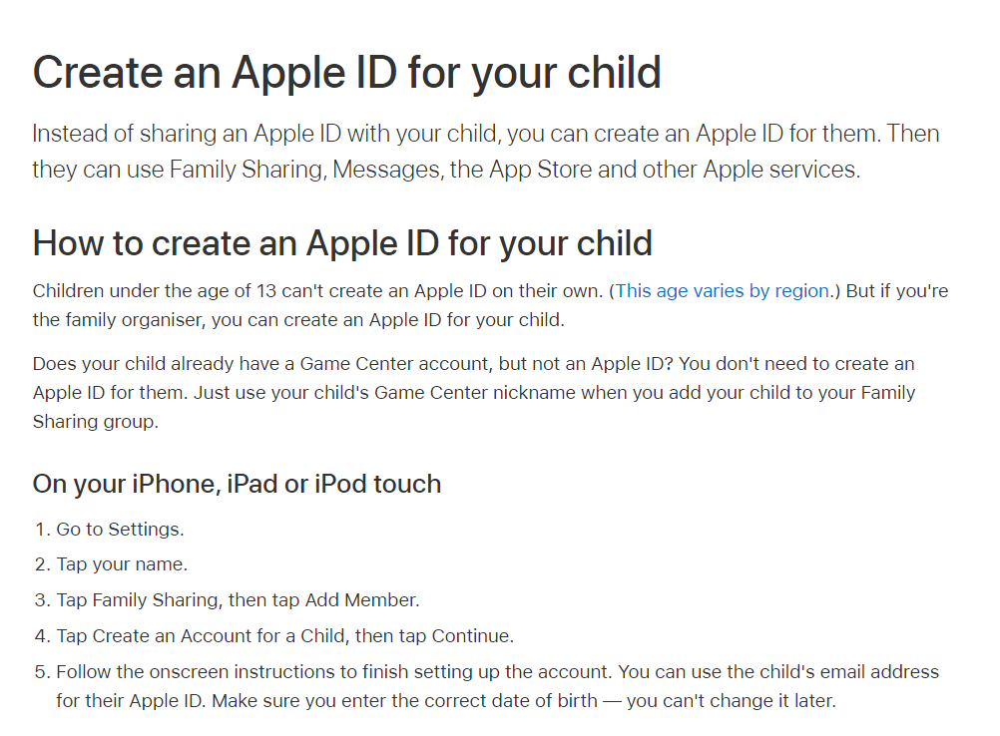 Create an Apple ID for your child
Instead of sharing an Apple ID with your child, you can create an Apple ID for them. Then
they can use Family Sharing, Messages, the App Store and other Apple services.
How to create an Apple ID for your child
Children under the age of 13 can't create an Apple ID on their own. (This age varies by region.) But if you're
the family organiser, you can create an Apple ID for your child.
Does your child already have a Game Center account, but not an Apple ID? You don't need to create an
Apple ID for them. Just use your child's Game Center nickname when you add your child to your Family
Sharing group.
On your iPhone, iPad or iPod touch
1. Go to Settings.
2. Tap your name.
3. Tap Family Sharing, then tap Add Member.
4. Tap Create an Account for a Child, then tap Continue.
5. Follow the onscreen instructions to finish setting up the account. You can use the child's email address
for their Apple ID. Make sure you enter the correct date of birth — you can't change it later.